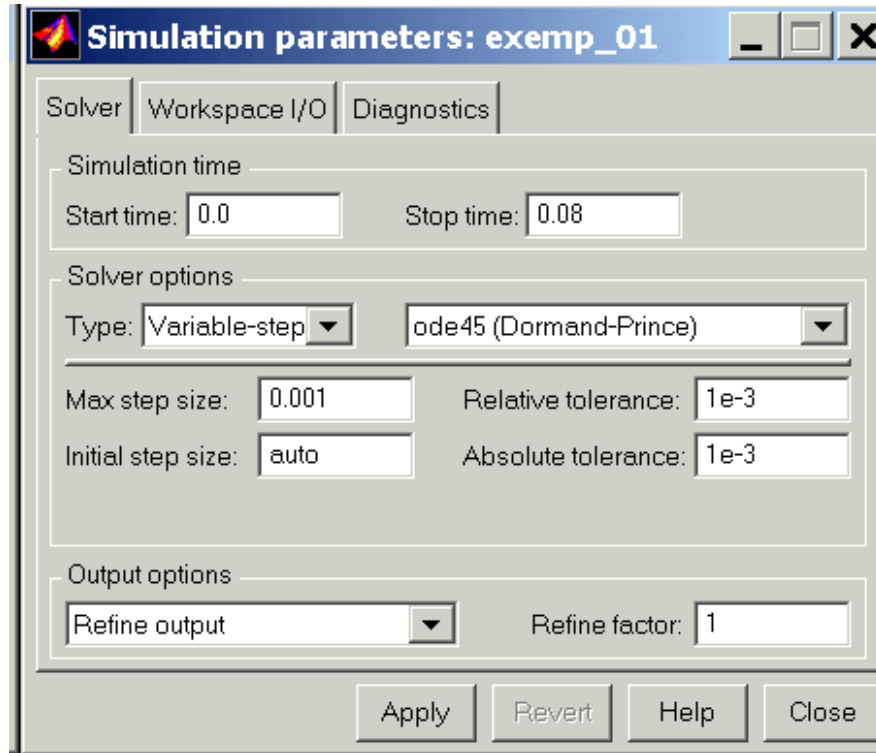 Simulation parameters: exemp_01
Solver Workspace I/O Diagnostics
Simulation time
Start time: 0.0 Stop time: 0.08
Solver options
Type: Variable-step ode45 (Dormand-Prince)
Max step size: 0.001 Relative tolerance: 1e-3
Initial step size: auto Absolute tolerance: 1e-3
Output options
Refine output Refine factor: 1
Apply Revert Help Close